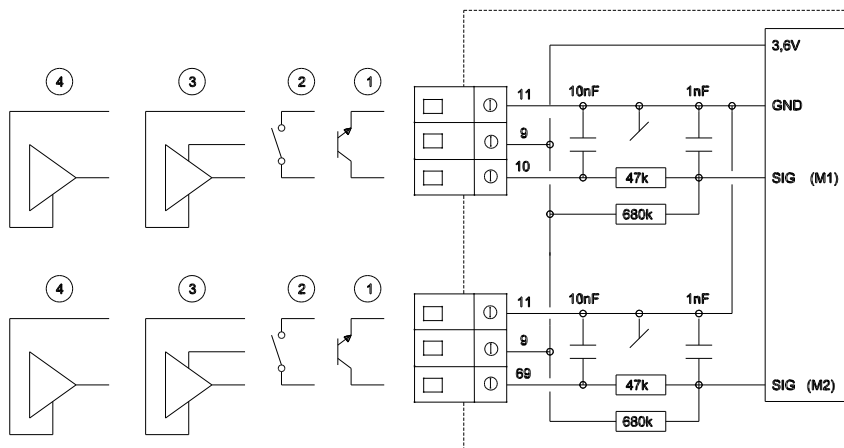 3,6V
4 3 2 1
11 10nF 1nF GND
9
10 47k SIG (M1)
680k
4 3 2 1
11 10nF 1nF
9
69 47k SIG (M2)
680k